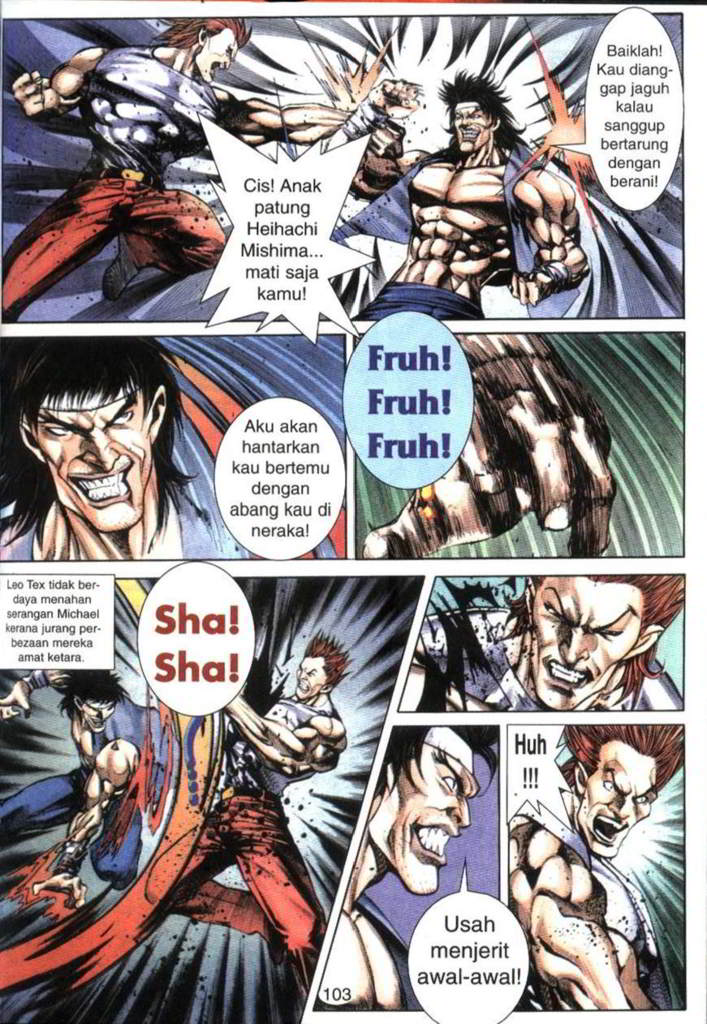 Baiklah!
Kau diang-
gap jaguh
kalau
sanggup
bertarung
dengan
berani!
Cis! Anak
patung
Heihachi
Mishima...
mati saja
kamu!
Aku akan
hantarkan
kau bertemu
dengan
abang kau di
neraka!
Fruh!
Fruh!
Fruh!
Leo Tex tidak ber-
daya menahan
serangan Michael
kerana jurang per-
bezaan mereka
amat ketara.
Sha!
Sha!
Huh
!!!
Usah
menjerit
awal-awal!
103